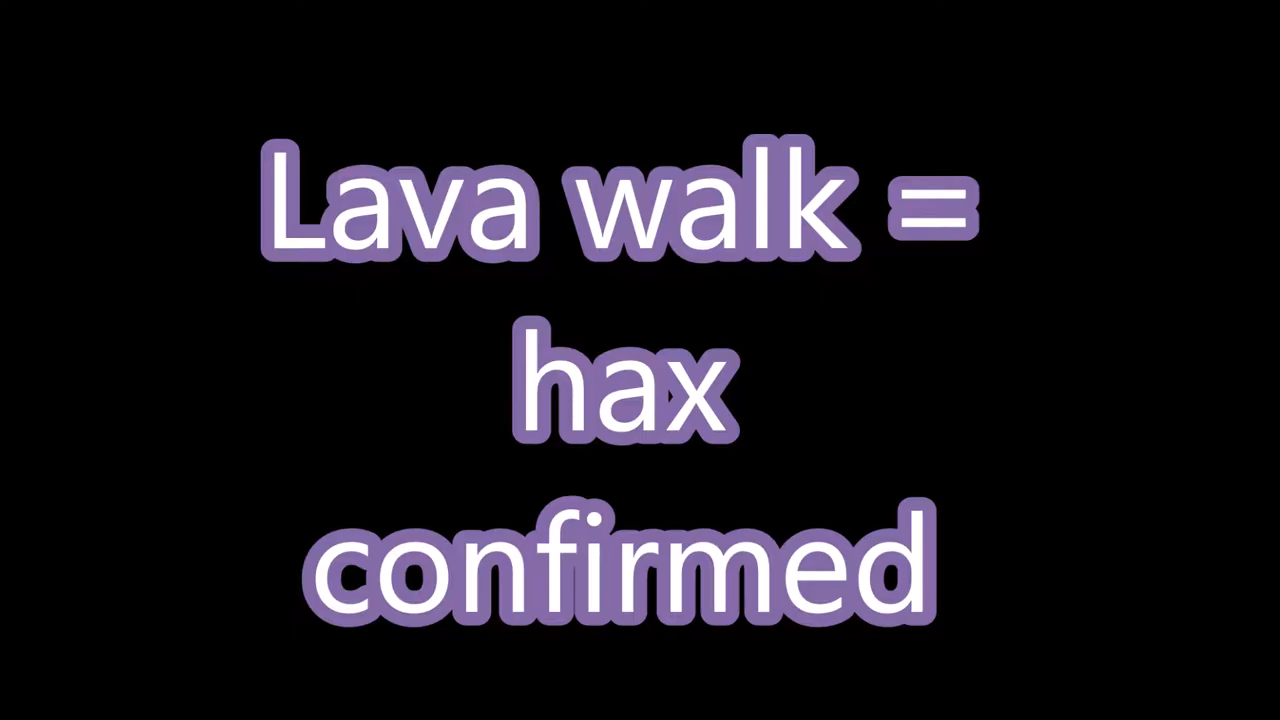 Lava walk =
hax
confirmed